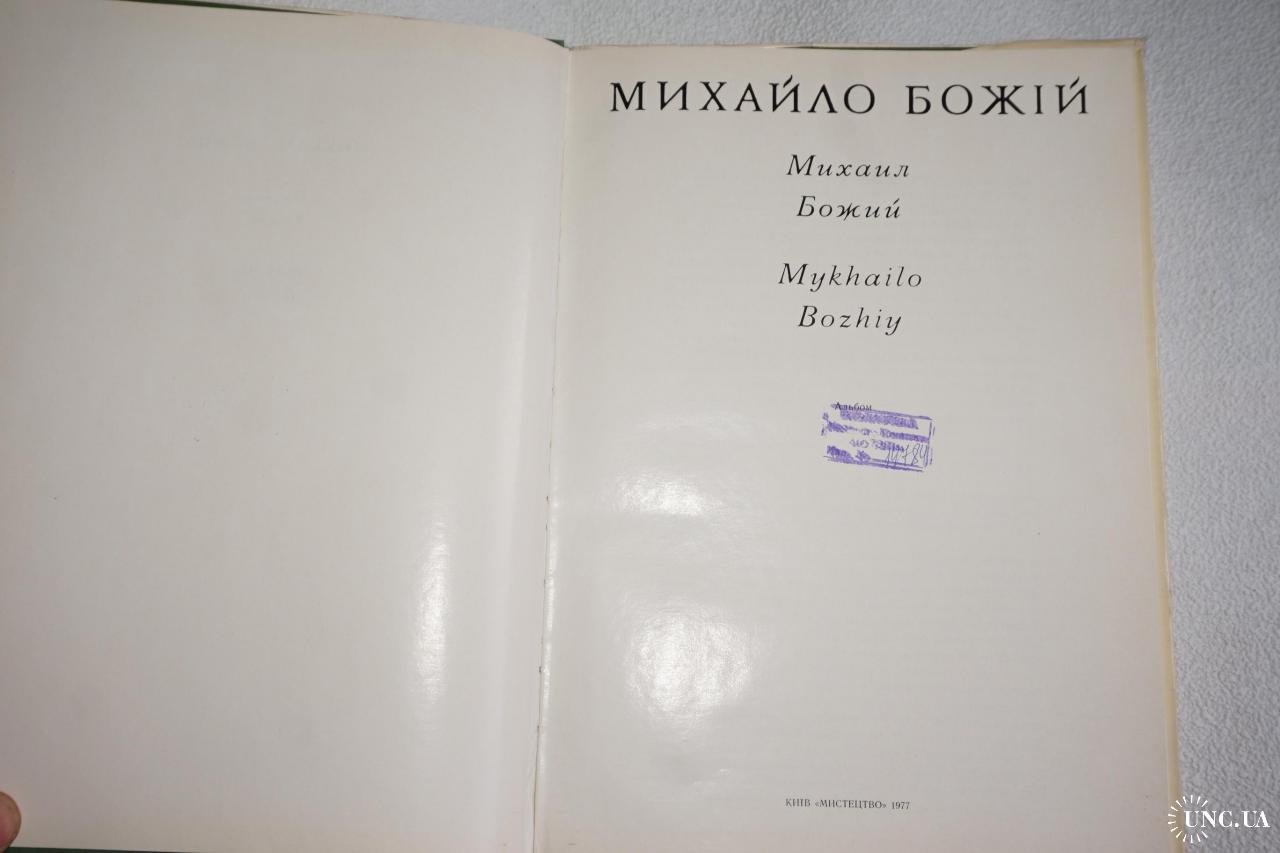 МИХАЙЛО БОЖІЙ
Михаил
Божий
Mykhailo
Bozhiy
Альбом
КИЇВ «МИСТЕЦТВО» 1977
UNC.UA